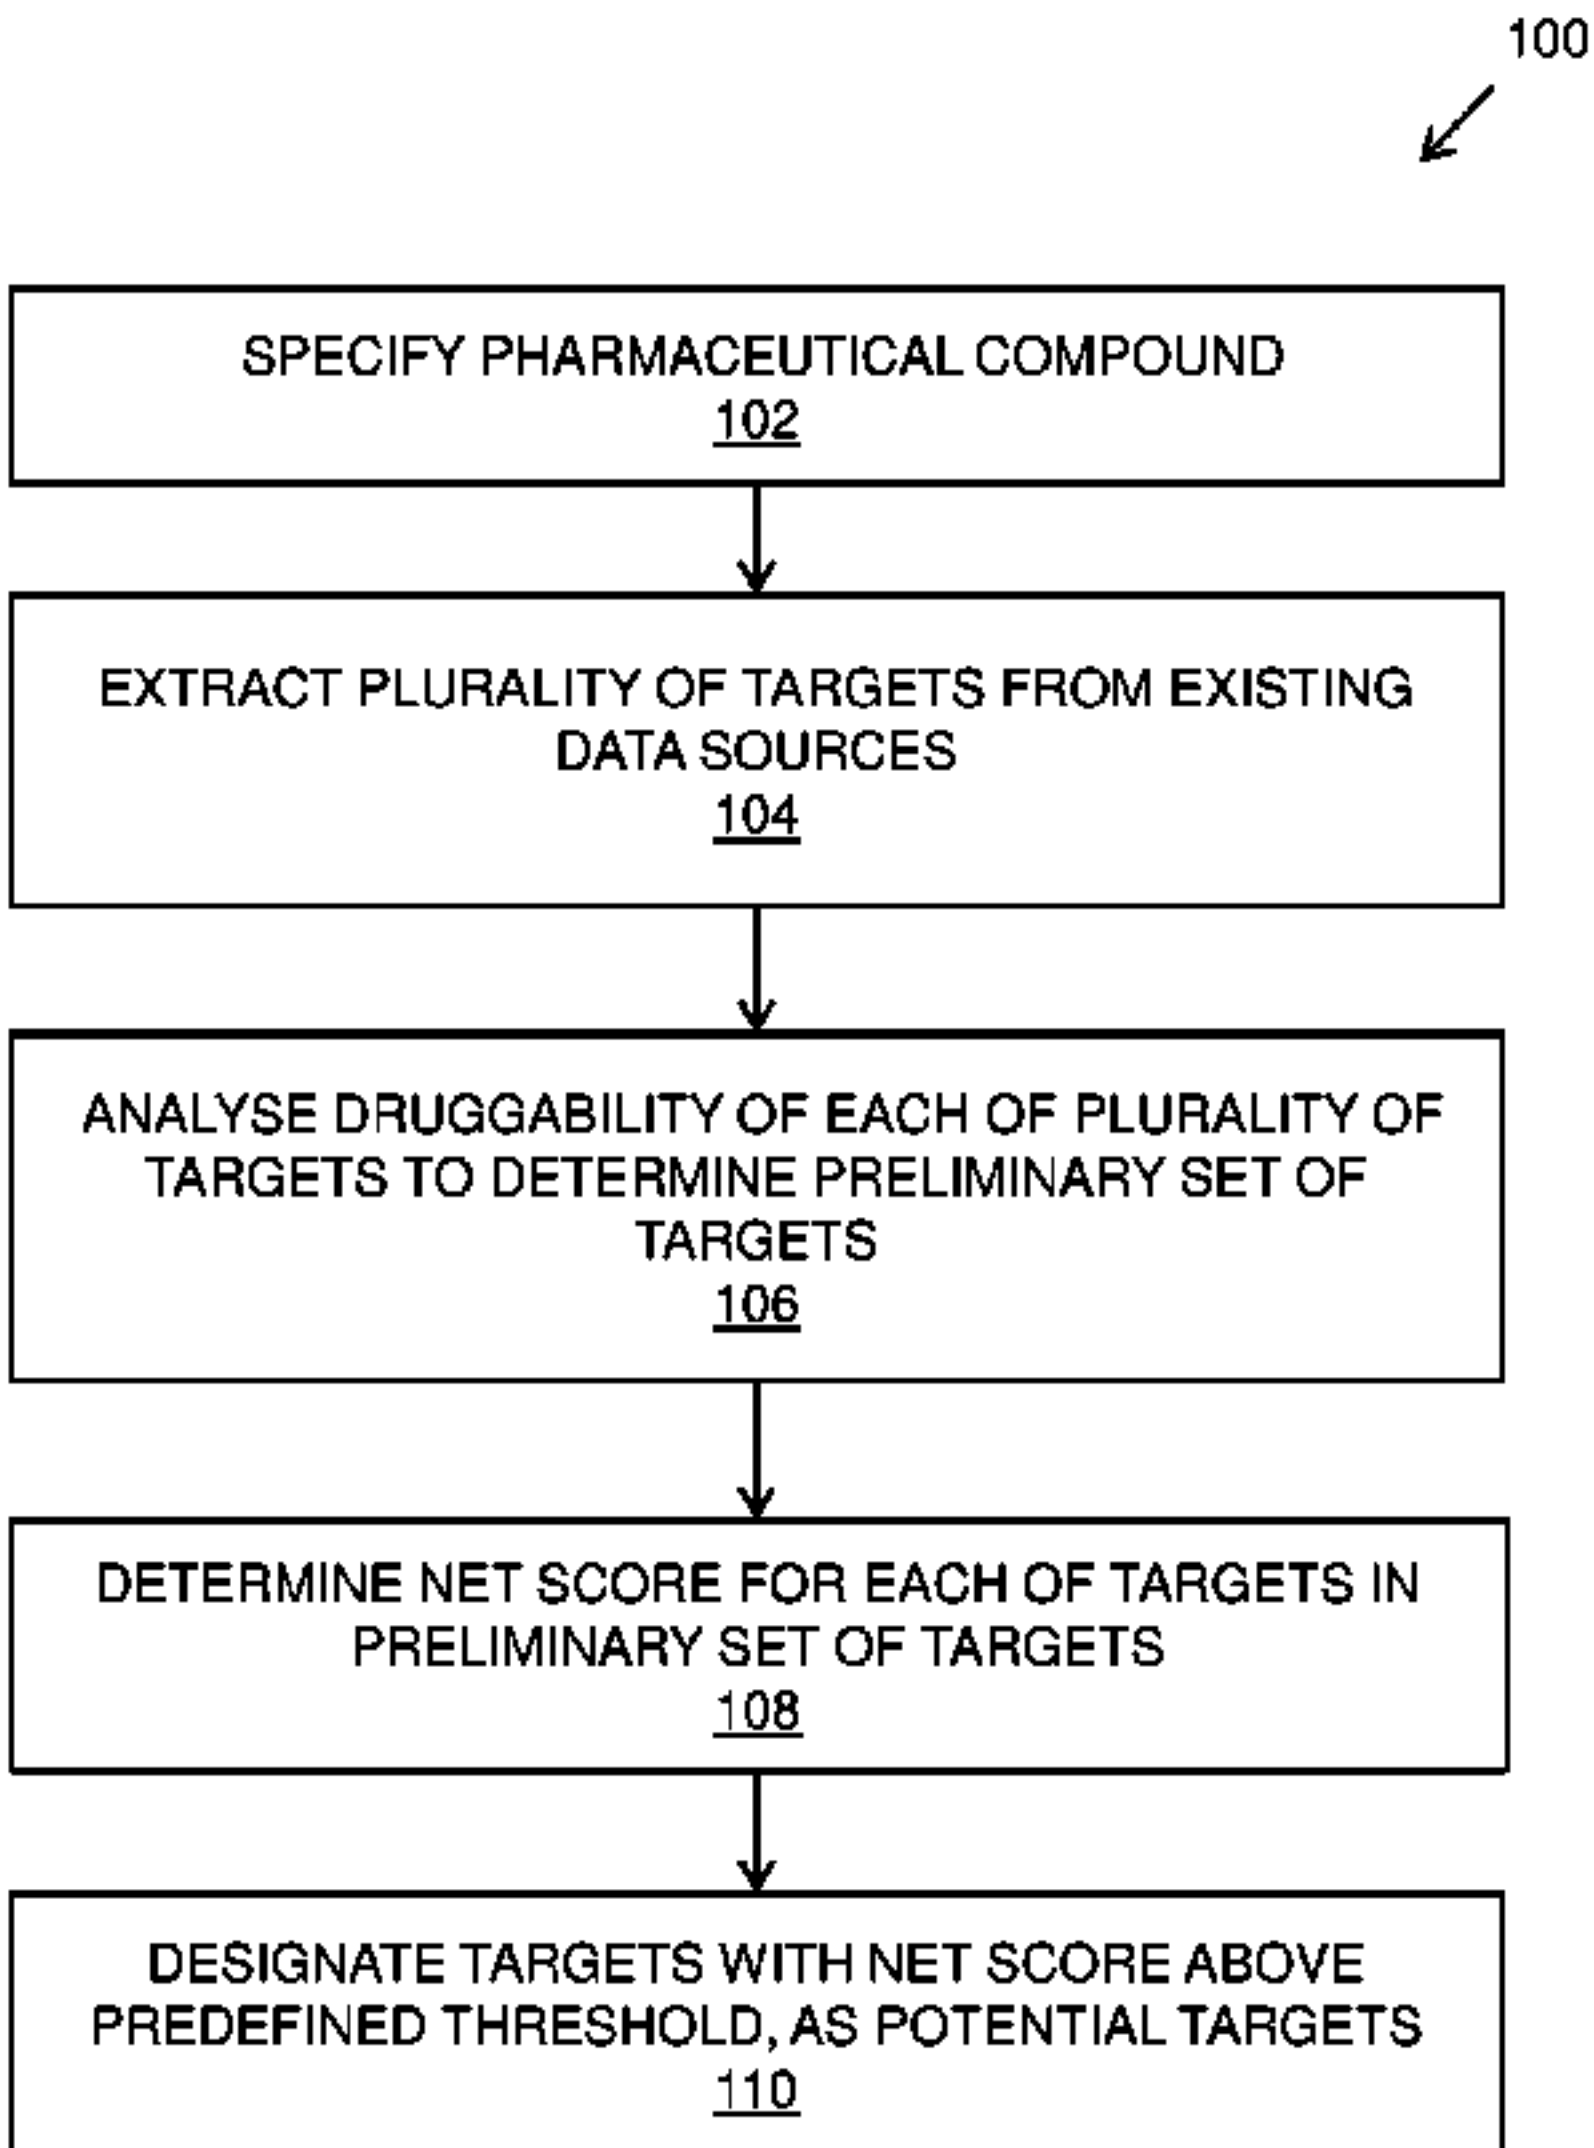 100
SPECIFY PHARMACEUTICAL COMPOUND
102
EXTRACT PLURALITY OF TARGETS FROM EXISTING
DATA SOURCES
104
ANALYSE DRUGGABILITY OF EACH OF PLURALITY OF
TARGETS TO DETERMINE PRELIMINARY SET OF
TARGETS
106
DETERMINE NET SCORE FOR EACH OF TARGETS IN
PRELIMINARY SET OF TARGETS
108
DESIGNATE TARGETS WITH NET SCORE ABOVE
PREDEFINED THRESHOLD, AS POTENTIAL TARGETS
110